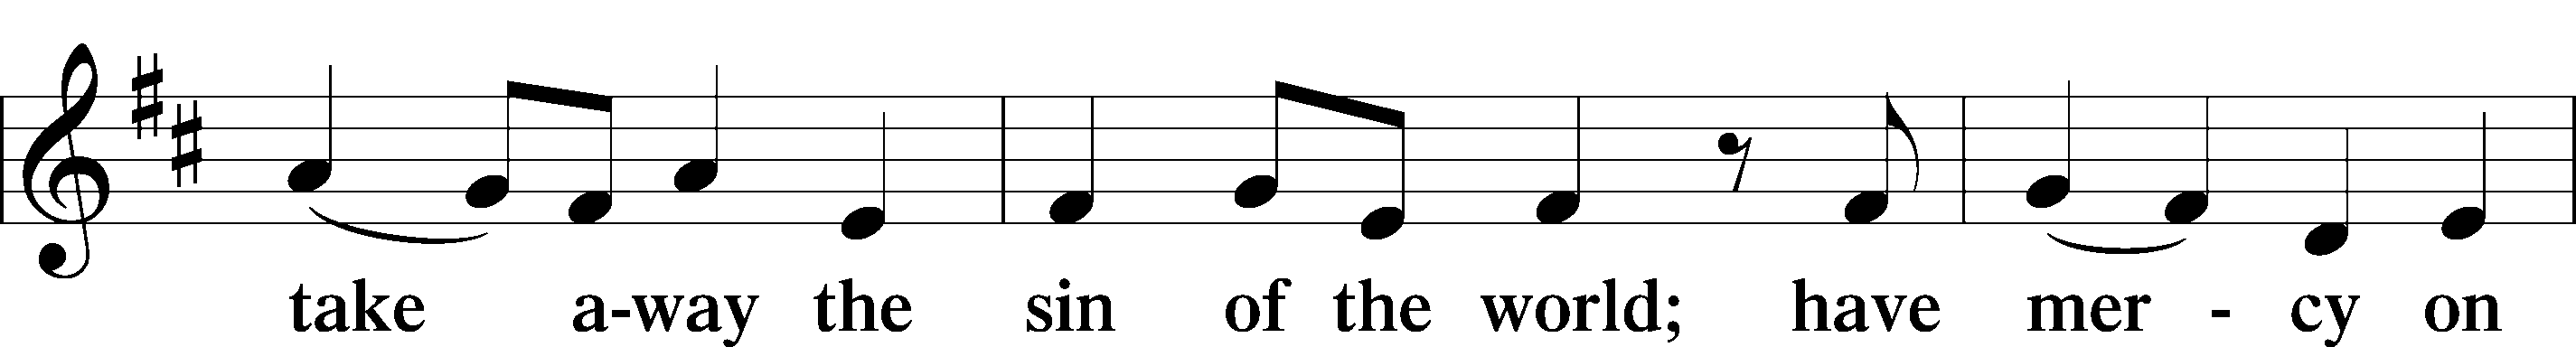 take a-way the sin of the world; have mer - cy on